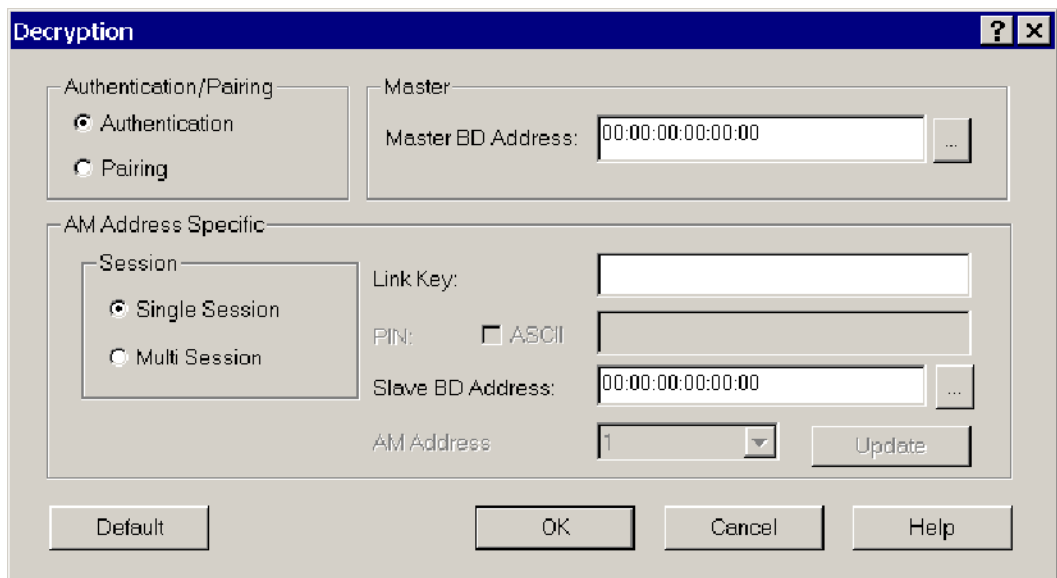 Decryption
Authentication/Pairing
Authentication
Pairing
Master
Master BD Address: 00:00:00:00:00:00 ...
AM Address Specific
Session
Single Session
Multi Session
Link Key:
PIN: ASCII
Slave BD Address: 00:00:00:00:00:00 ...
AM Address 1 Update
Default OK Cancel Help